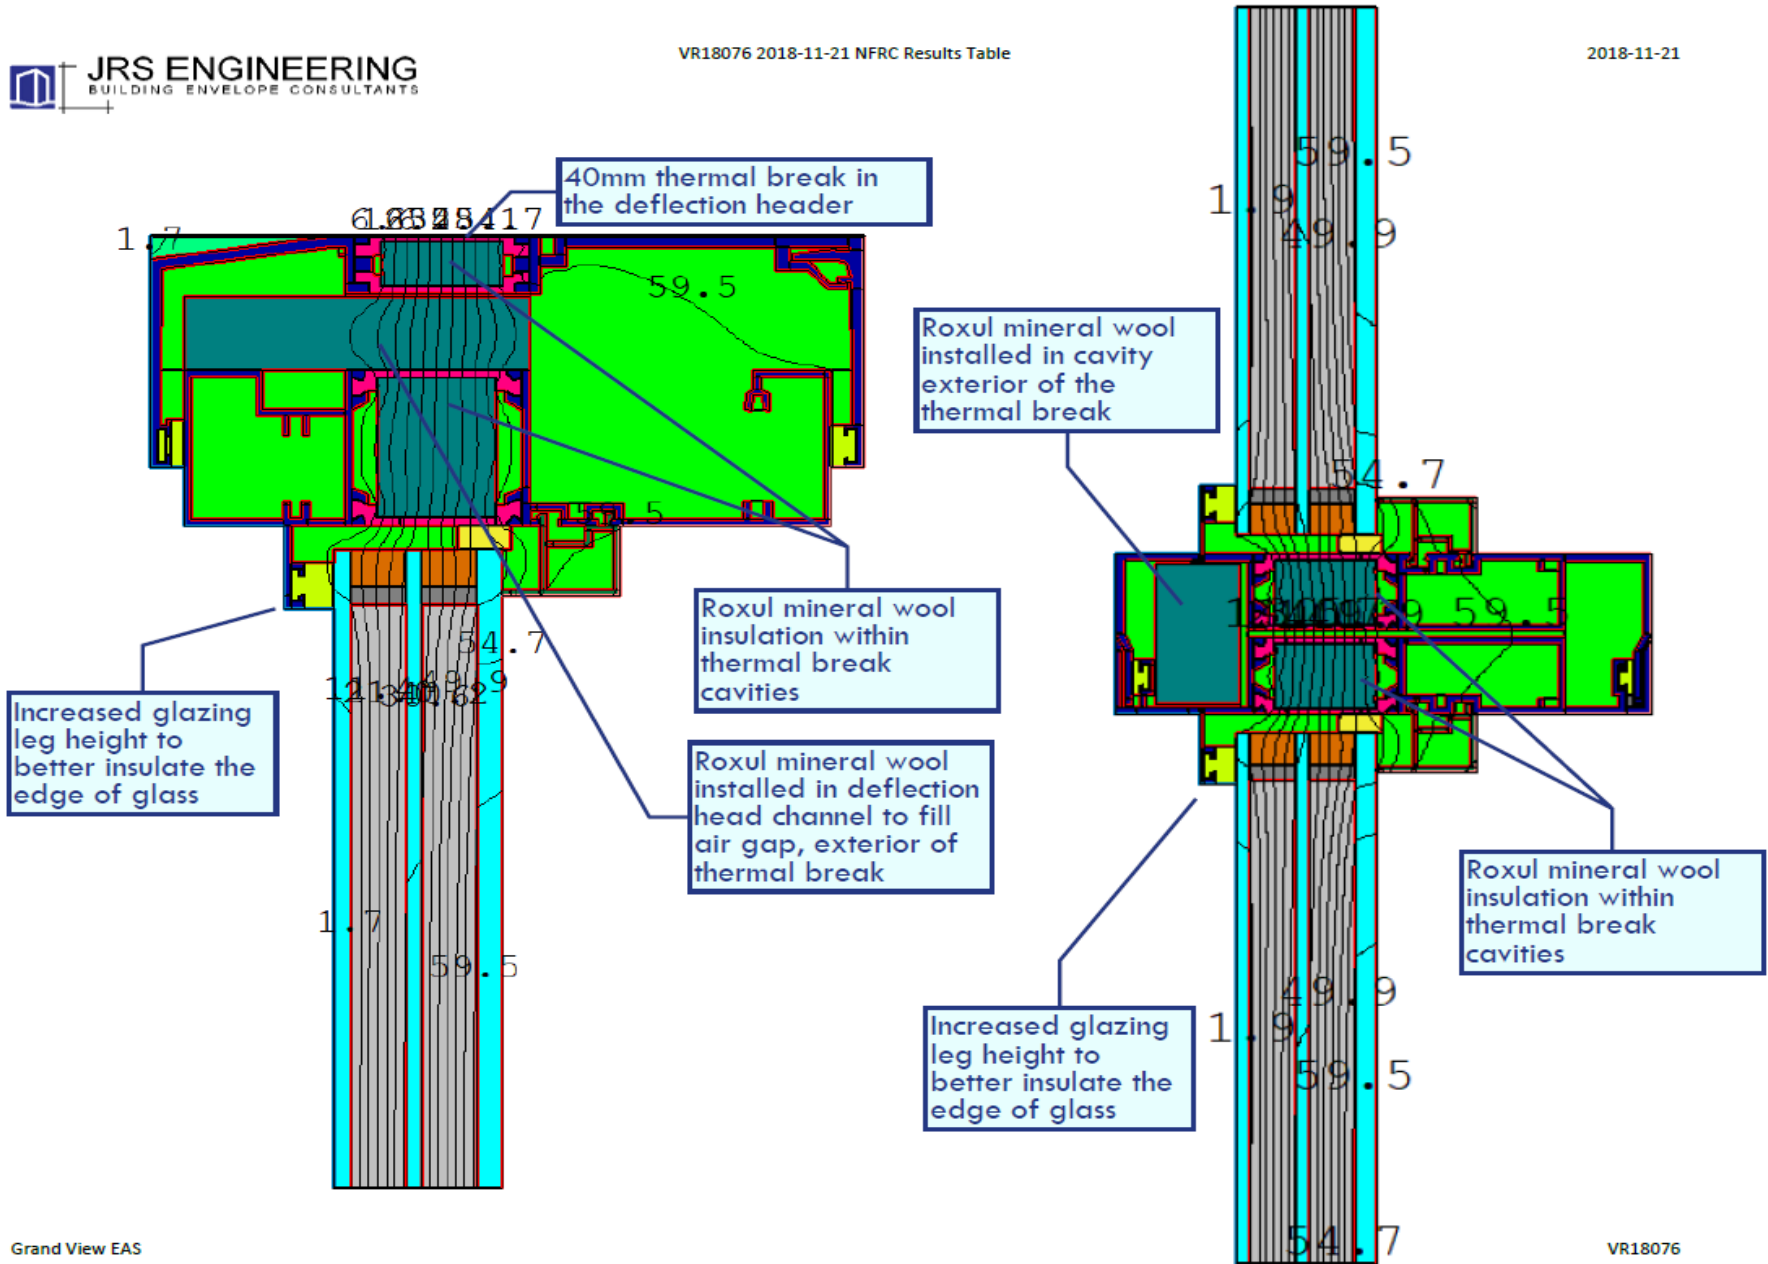 JRS ENGINEERING
BUILDING ENVELOPE CONSULTANTS
VR18076 2018-11-21 NFRC Results Table
2018-11-21
40mm thermal break in
the deflection header
1.7
59.5
54.7
1.7
59.5
Roxul mineral wool
insulation within
thermal break
cavities
Increased glazing
leg height to
better insulate the
edge of glass
Roxul mineral wool
installed in deflection
head channel to fill
air gap, exterior of
thermal break
59.5
1.9
49.9
Roxul mineral wool
installed in cavity
exterior of the
thermal break
54.7
59.5
Roxul mineral wool
insulation within
thermal break
cavities
Increased glazing
leg height to
better insulate the
edge of glass
49.9
1.9
59.5
54.7
Grand View EAS
VR18076